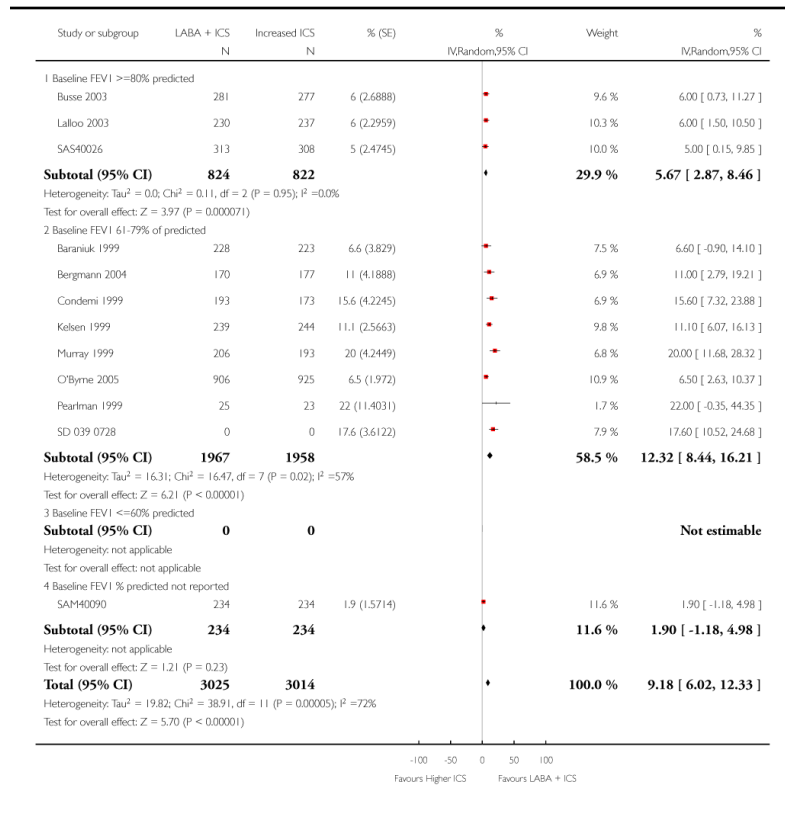 Study or subgroup LABA + ICS Increased ICS % (SE) % Weight %
N N IV,Random,95% CI IV,Random,95% CI
1 Baseline FEV1 >=80% predicted
Busse 2003 281 277 6 (2.6888) 9.6 % 6.00 [ 0.73, 11.27 ]
Lalloo 2003 230 237 6 (2.2959) 10.3 % 6.00 [ 1.50, 10.50 ]
SAS40026 313 308 5 (2.4745) 10.0 % 5.00 [ 0.15, 9.85 ]
Subtotal (95% CI) 824 822 29.9 % 5.67 [ 2.87, 8.46 ]
Heterogeneity: Tau² = 0.0; Chi² = 0.11, df = 2 (P = 0.95); I² =0.0%
Test for overall effect: Z = 3.97 (P = 0.000071)
2 Baseline FEV1 61-79% of predicted
Baraniuk 1999 228 223 6.6 (3.829) 7.5 % 6.60 [ -0.90, 14.10 ]
Bergmann 2004 170 177 11 (4.1888) 6.9 % 11.00 [ 2.79, 19.21 ]
Condemi 1999 193 173 15.6 (4.2245) 6.9 % 15.60 [ 7.32, 23.88 ]
Kelsen 1999 239 244 11.1 (2.5663) 9.8 % 11.10 [ 6.07, 16.13 ]
Murray 1999 206 193 20 (4.2449) 6.8 % 20.00 [ 11.68, 28.32 ]
O'Byrne 2005 906 925 6.5 (1.972) 10.9 % 6.50 [ 2.63, 10.37 ]
Pearlman 1999 25 23 22 (11.4031) 1.7 % 22.00 [ -0.35, 44.35 ]
SD 039 0728 0 0 17.6 (3.6122) 7.9 % 17.60 [ 10.52, 24.68 ]
Subtotal (95% CI) 1967 1958 58.5 % 12.32 [ 8.44, 16.21 ]
Heterogeneity: Tau² = 16.31; Chi² = 16.47, df = 7 (P = 0.02); I² =57%
Test for overall effect: Z = 6.21 (P < 0.00001)
3 Baseline FEV1 <=60% predicted
Subtotal (95% CI) 0 0 Not estimable
Heterogeneity: not applicable
Test for overall effect: not applicable
4 Baseline FEV1 % predicted not reported
SAM40090 234 234 1.9 (1.5714) 11.6 % 1.90 [ -1.18, 4.98 ]
Subtotal (95% CI) 234 234 11.6 % 1.90 [ -1.18, 4.98 ]
Heterogeneity: not applicable
Test for overall effect: Z = 1.21 (P = 0.23)
Total (95% CI) 3025 3014 100.0 % 9.18 [ 6.02, 12.33 ]
Heterogeneity: Tau² = 19.82; Chi² = 38.91, df = 11 (P = 0.00005); I² =72%
Test for overall effect: Z = 5.70 (P < 0.00001)
-100 -50 0 50 100
Favours Higher ICS Favours LABA + ICS